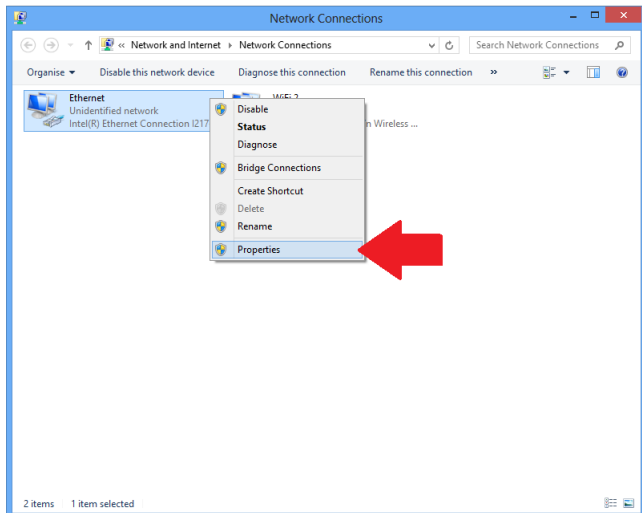 Network Connections
« Network and Internet ▸ Network Connections
Search Network Connections
Organise ▾ Disable this network device Diagnose this connection Rename this connection »
Ethernet
Unidentified network
Intel(R) Ethernet Connection I217
WiFi 2
n Wireless ...
Disable
Status
Diagnose
Bridge Connections
Create Shortcut
Delete
Rename
Properties
2 items 1 item selected